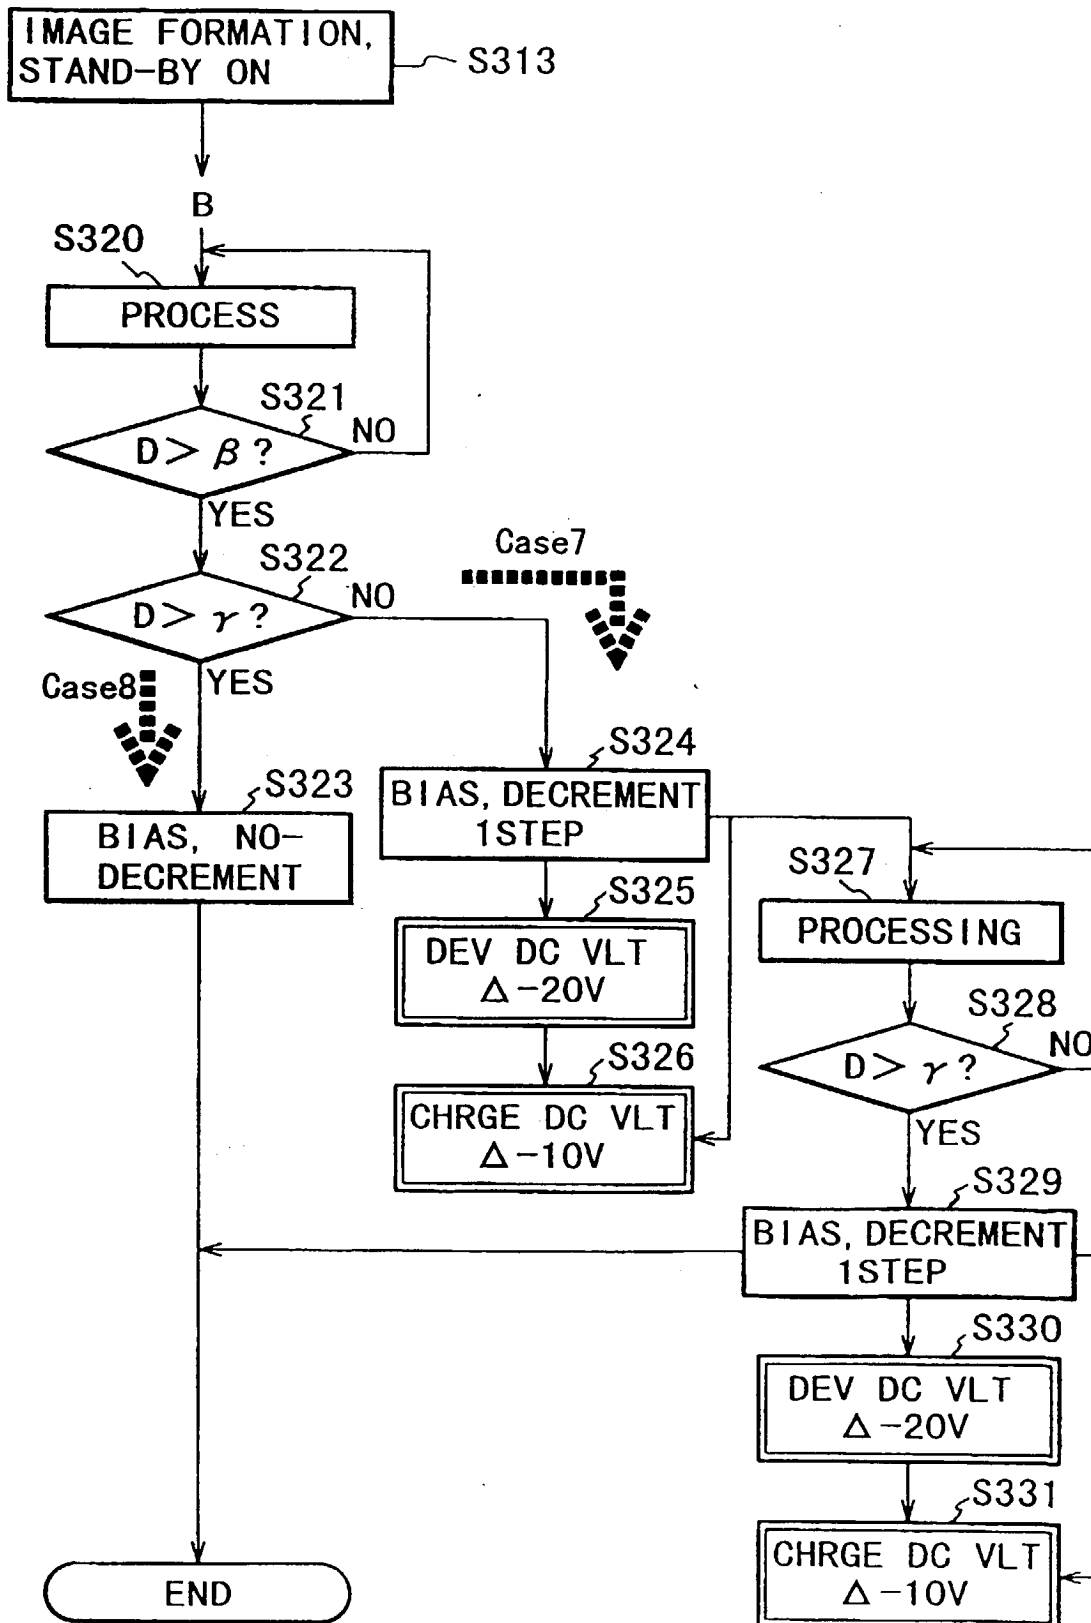 IMAGE FORMATION,
STAND-BY ON
S313
B
S320
PROCESS
S321
D> β?
NO
YES
S322
D> γ?
NO
YES
Case7
Case8
S323
BIAS, NO-
DECREMENT
S324
BIAS, DECREMENT
1STEP
S325
DEV DC VLT
Δ-20V
S326
CHRGE DC VLT
Δ-10V
S327
PROCESSING
S328
D> γ?
NO
YES
S329
BIAS, DECREMENT
1STEP
S330
DEV DC VLT
Δ-20V
S331
CHRGE DC VLT
Δ-10V
END